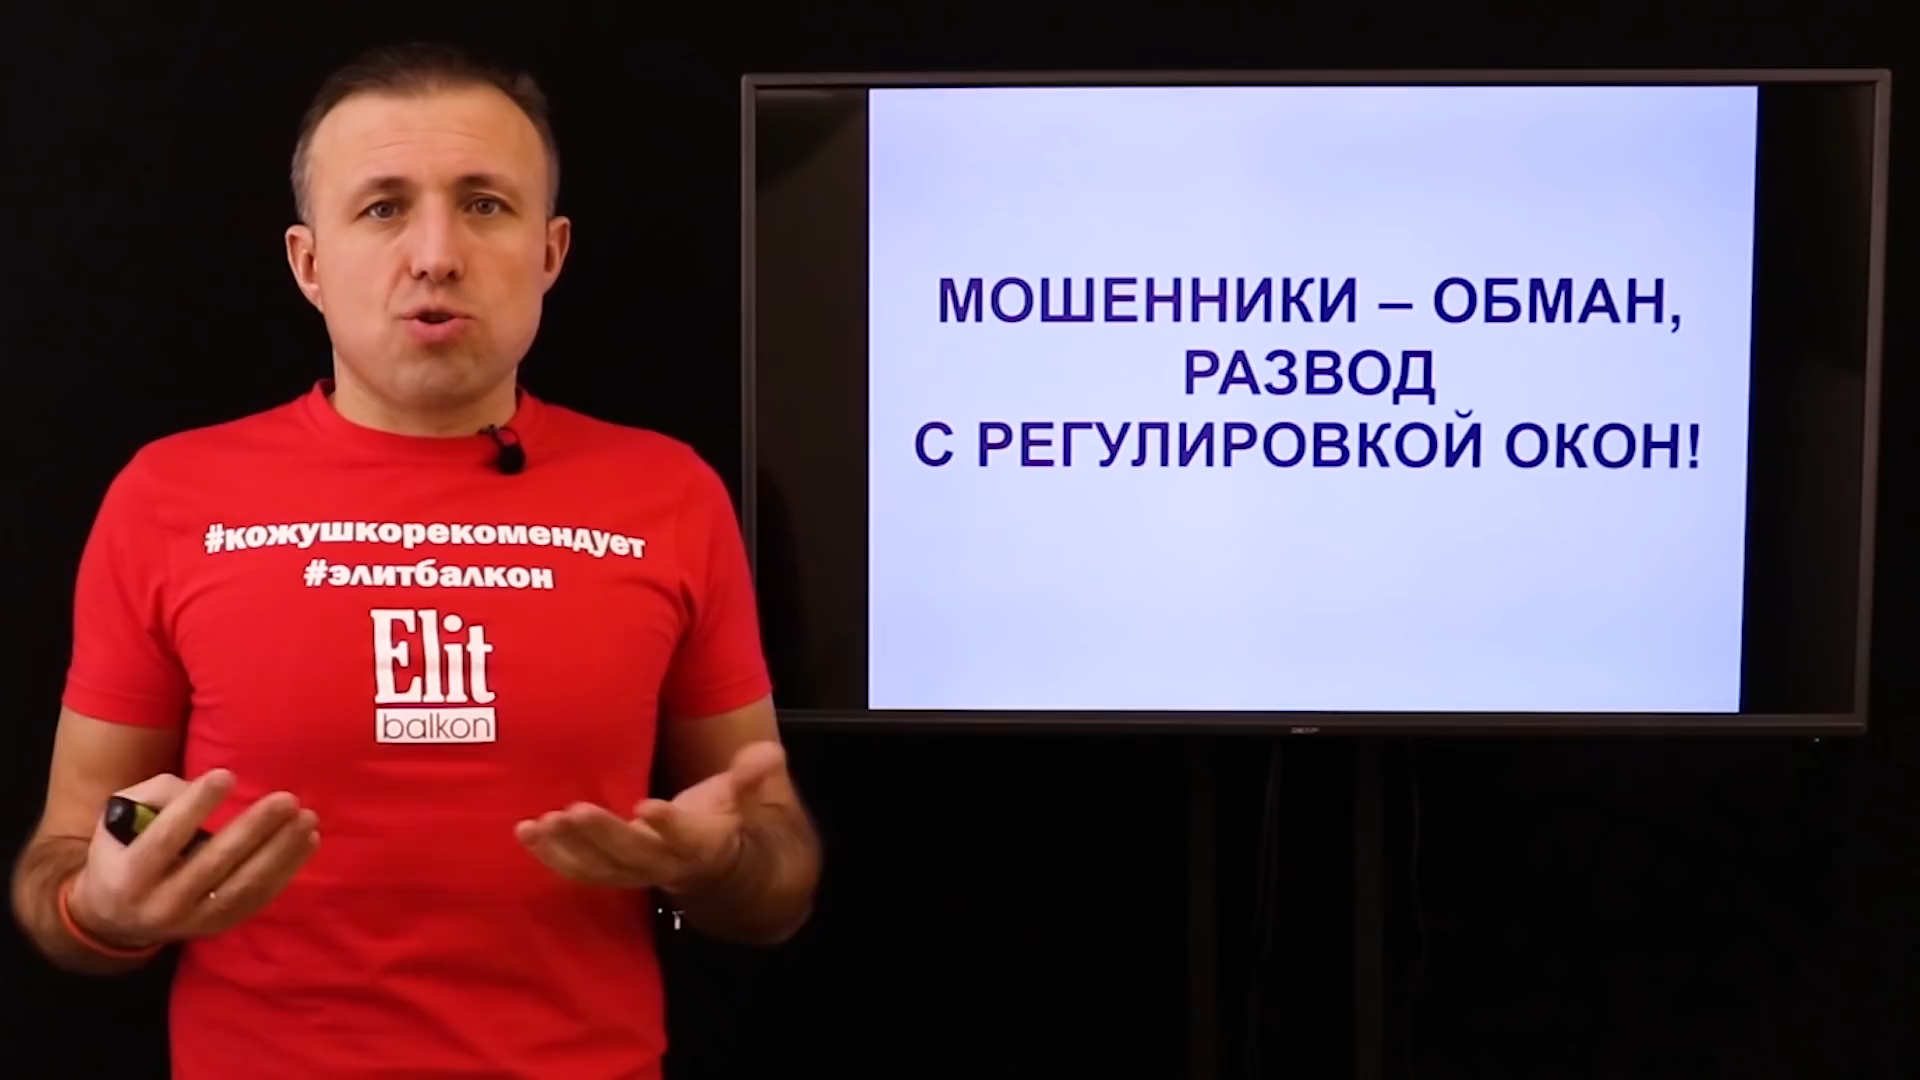 МОШЕННИКИ – ОБМАН,
РАЗВОД
С РЕГУЛИРОВКОЙ ОКОН!
#кожушкорекомендует
#элитбалкон
Elit
balkon